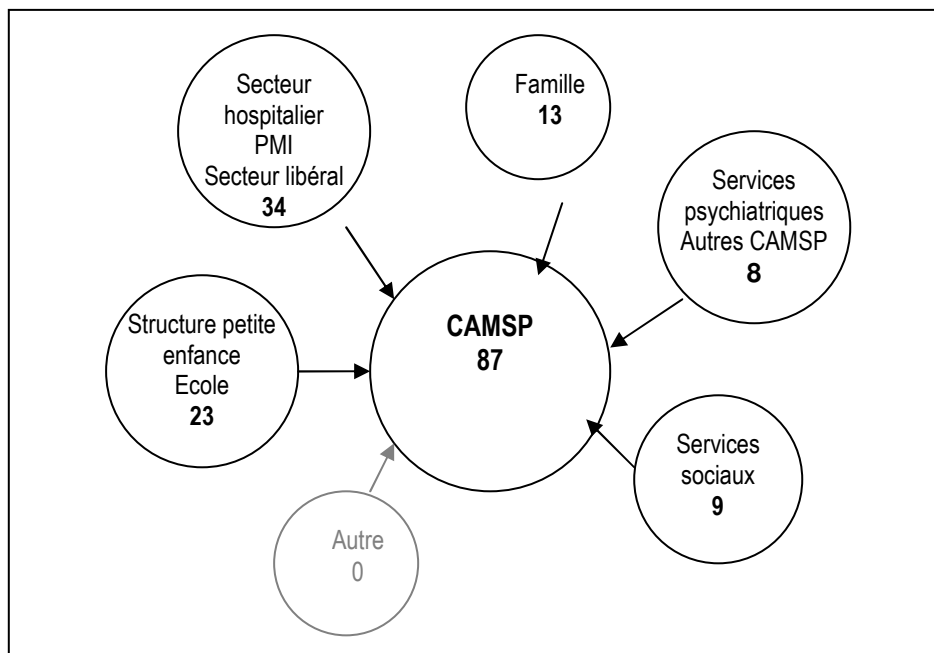 Secteur
hospitalier
PMI
Secteur libéral
34
Famille
13
Services
psychiatriques
Autres CAMSP
8
CAMSP
87
Structure petite
enfance
Ecole
23
Services
sociaux
9
Autre
0